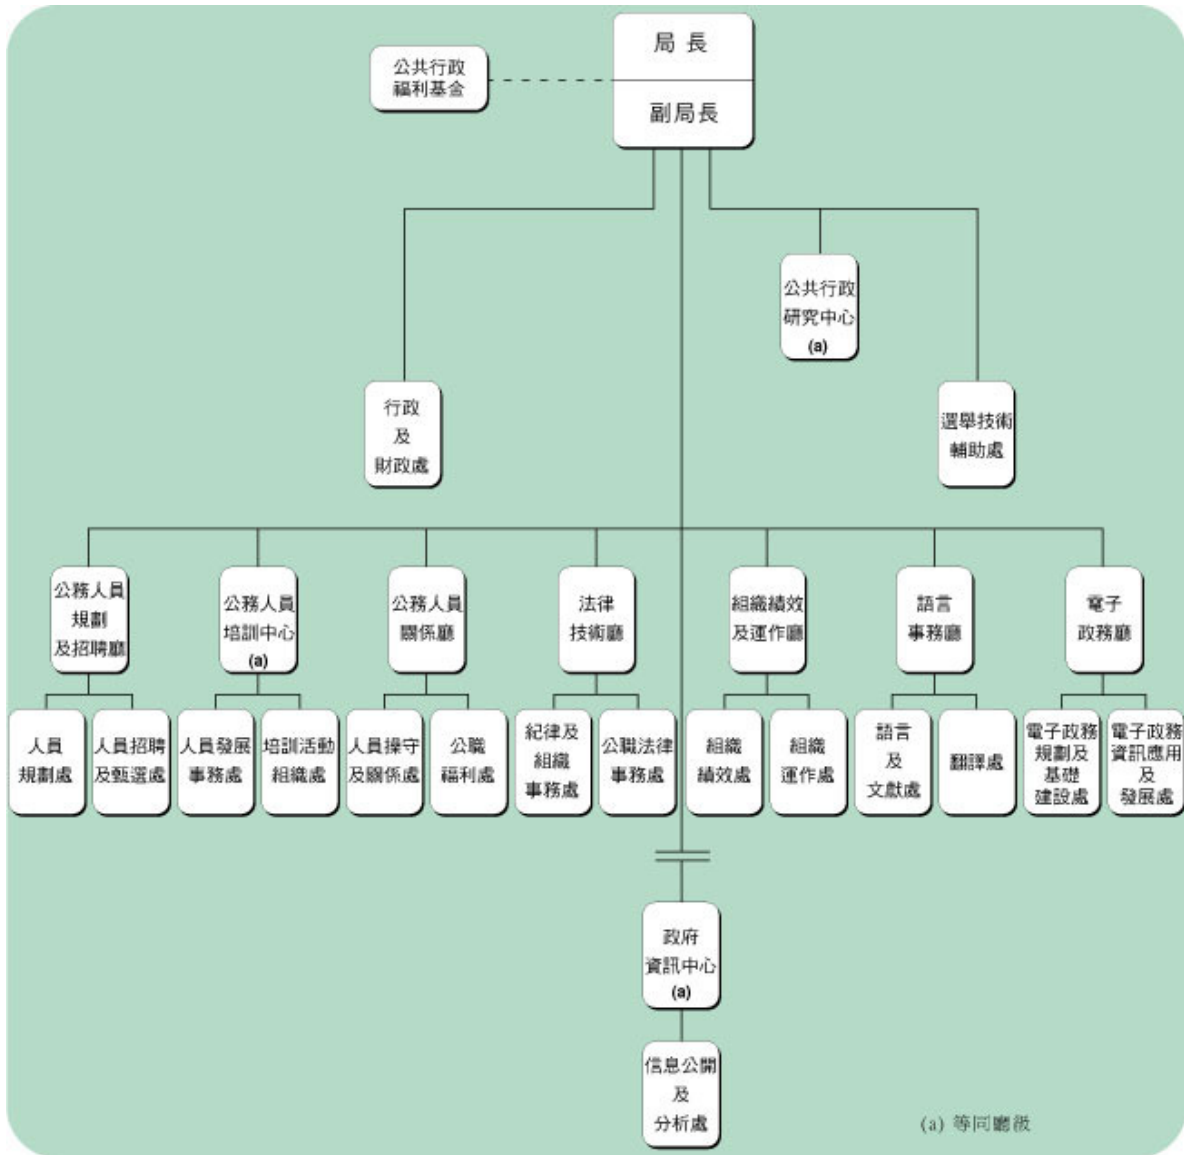 局 長
公共行政
福利基金
副局長
公共行政
研究中心
(a)
行政
及
財政處
選舉技術
輔助處
公務人員
規劃
及招聘廳
公務人員
培訓中心
(a)
公務人員
關係廳
法律
技術廳
組織績效
及運作廳
語言
事務廳
電子
政務廳
人員
規劃處
人員招聘
及甄選處
人員發展
事務處
培訓活動
組織處
人員操守
及關係處
公職
福利處
紀律及
組織
事務處
公職法律
事務處
組織
績效處
組織
運作處
語言
及
文獻處
翻譯處
電子政務
規劃及
基礎
建設處
電子政務
資訊應用
及
發展處
政府
資訊中心
(a)
信息公開
及
分析處
(a) 等同廳級